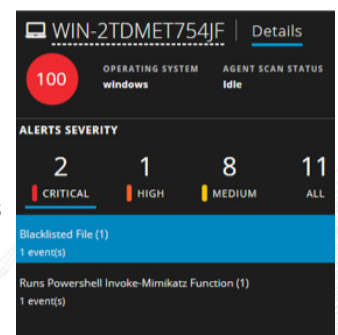 WIN-2TDMET754JF Details
100
OPERATING SYSTEM AGENT SCAN STATUS
windows Idle
ALERTS SEVERITY
2 1 8 11
CRITICAL HIGH MEDIUM ALL
Blacklisted File (1)
1 event(s)
Runs Powershell Invoke-Mimikatz Function (1)
1 event(s)